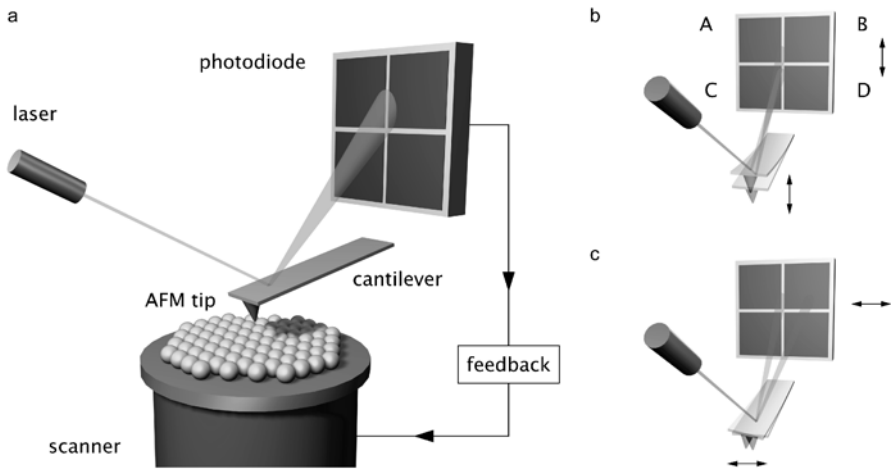 a
photodiode
laser
AFM tip
cantilever
feedback
scanner
b
A
B
C
D
c